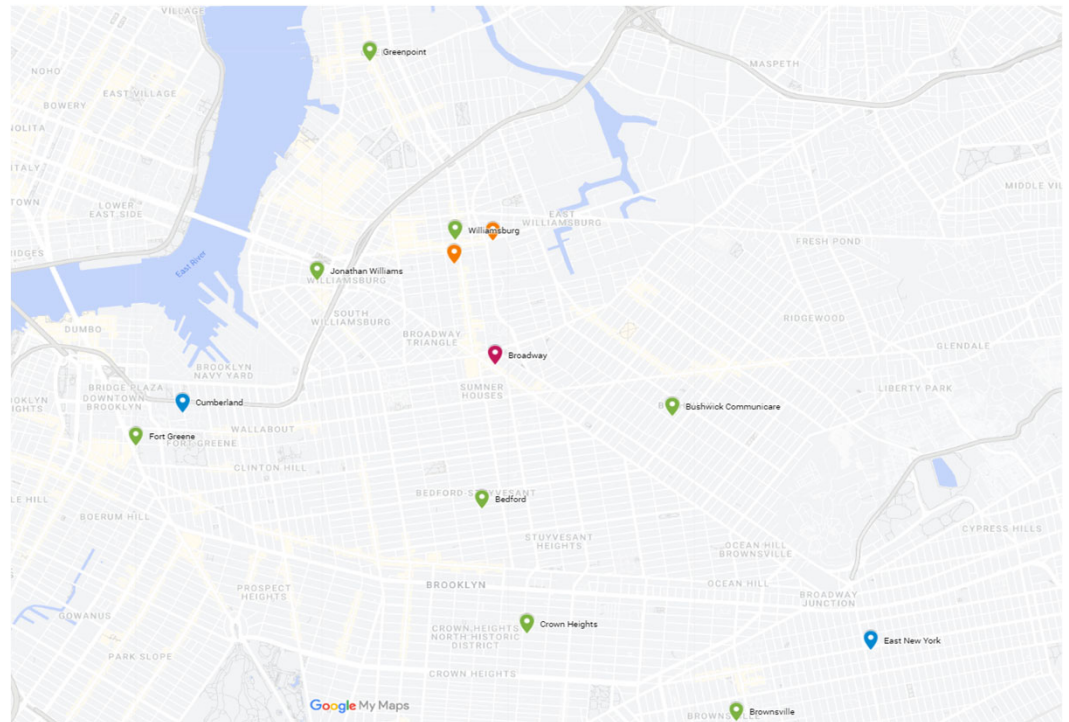 VILLAGE
Greenpoint
NOHO
MASPETH
EAST VILLAGE
BOWERY
NOLITA
ITALY
TOWN
LOWER
EAST SIDE
MIDDLE VIL
EAST
WILLIAMSBURG
Williamsburg
FRESH POND
IDGES
East River
Jonathan Williams
WILLIAMSBURG
SOUTH
WILLIAMSBURG
RIDGEWOOD
DUMBO
BROADWAY
TRIANGLE
GLENDALE
Broadway
BROOKLYN
NAVY YARD
BRIDGE PLAZA
SUMNER
HOUSES
LIBERTY PARK
OKLYN
IGHTS
DOWNTOWN
BROOKLYN
Cumberland
Bushwick Communicare
WALLABOUT
Fort Greene
FORT GREENE
CLINTON HILL
BEDFORD-STUYVESANT
Bedford
LE HILL
BOERUM HILL
CYPRESS HILLS
STUYVESANT
HEIGHTS
OCEAN HILL
BROWNSVILLE
BROOKLYN
OCEAN HILL
PROSPECT
HEIGHTS
BROADWAY
JUNCTION
GOWANUS
Crown Heights
CROWN HEIGHTS
NORTH HISTORIC
DISTRICT
East New York
PARK SLOPE
CROWN HEIGHTS
Google My Maps
Brownsville